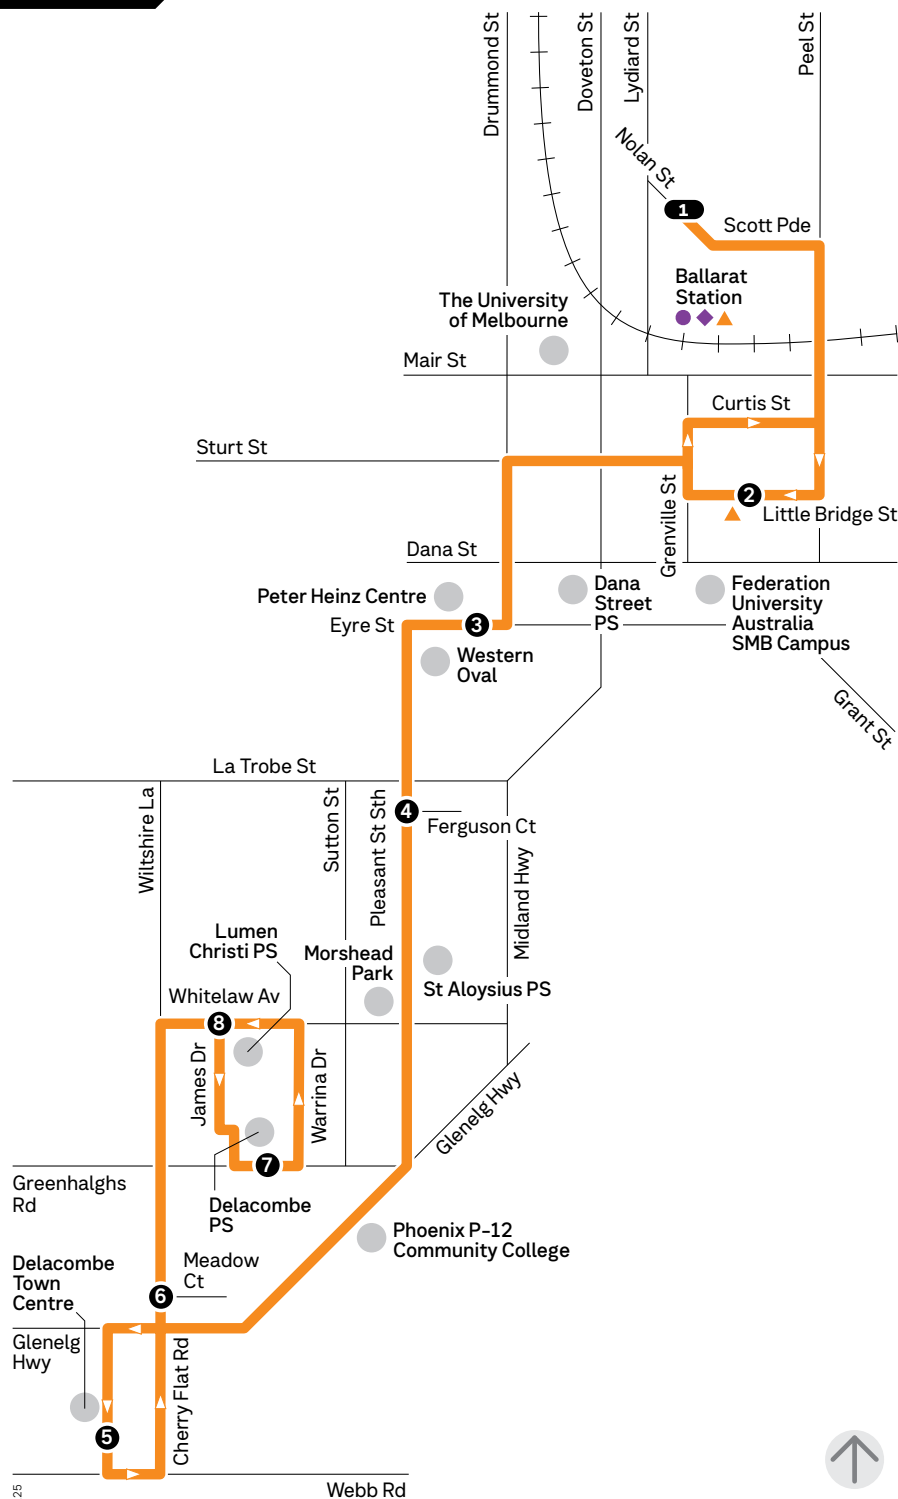 Drummond St
Doveton St
Lydiard St
Peel St
Nolan St
1
Scott Pde
Ballarat
Station
The University
of Melbourne
Mair St
Curtis St
Sturt St
Grenville St
2
Little Bridge St
Dana St
Peter Heinz Centre
Dana
Street
PS
Federation
University
Australia
SMB Campus
Eyre St
3
Western
Oval
Grant St
La Trobe St
Wiltshire La
Sutton St
Pleasant St Sth
4
Ferguson Ct
Midland Hwy
Lumen
Christi PS
Morshead
Park
St Aloysius PS
Whitelaw Av
8
James Dr
Warrina Dr
Glenelg Hwy
7
Greenhalghs
Rd
Delacombe
PS
Phoenix P-12
Community College
Meadow
Ct
Delacombe
Town
Centre
6
Glenelg
Hwy
Cherry Flat Rd
5
Webb Rd
25